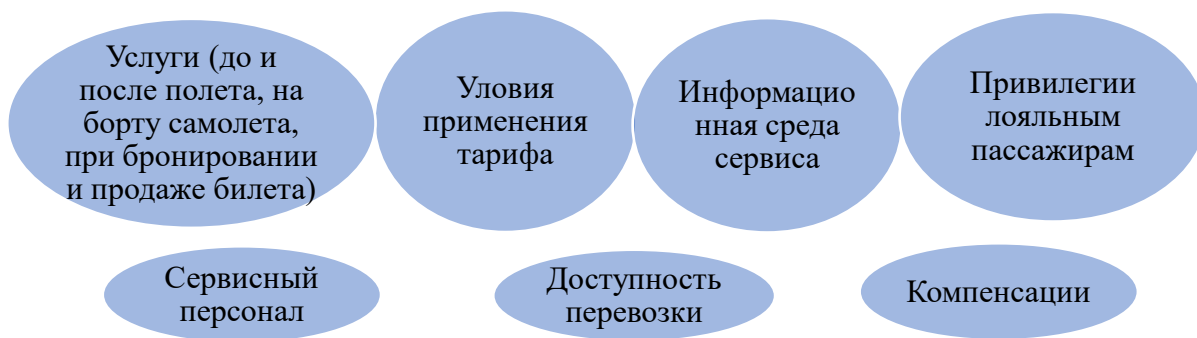 Услуги (до и
после полета, на
борту самолета,
при бронировании
и продаже билета)
Уловия
применения
тарифа
Информацио
нная среда
сервиса
Привилегии
лояльным
пассажирам
Сервисный
персонал
Доступность
перевозки
Компенсации